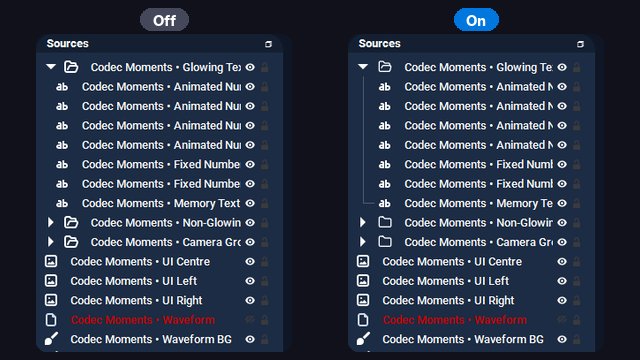 Off
Sources
Codec Moments • Glowing Te
ab Codec Moments • Animated Nu
ab Codec Moments • Animated Nu
ab Codec Moments • Animated Nu
ab Codec Moments • Animated Nu
ab Codec Moments • Fixed Numbe
ab Codec Moments • Fixed Numbe
ab Codec Moments • Memory Text
Codec Moments • Non-Glowin
Codec Moments • Camera Gro
Codec Moments • UI Centre
Codec Moments • UI Left
Codec Moments • UI Right
Codec Moments • Waveform
Codec Moments • Waveform BG
On
Sources
Codec Moments • Glowing Te
ab Codec Moments • Animated N
ab Codec Moments • Animated N
ab Codec Moments • Animated N
ab Codec Moments • Animated N
ab Codec Moments • Fixed Numb
ab Codec Moments • Fixed Numb
ab Codec Moments • Memory Te
Codec Moments • Non-Glowin
Codec Moments • Camera Gro
Codec Moments • UI Centre
Codec Moments • UI Left
Codec Moments • UI Right
Codec Moments • Waveform
Codec Moments • Waveform BG